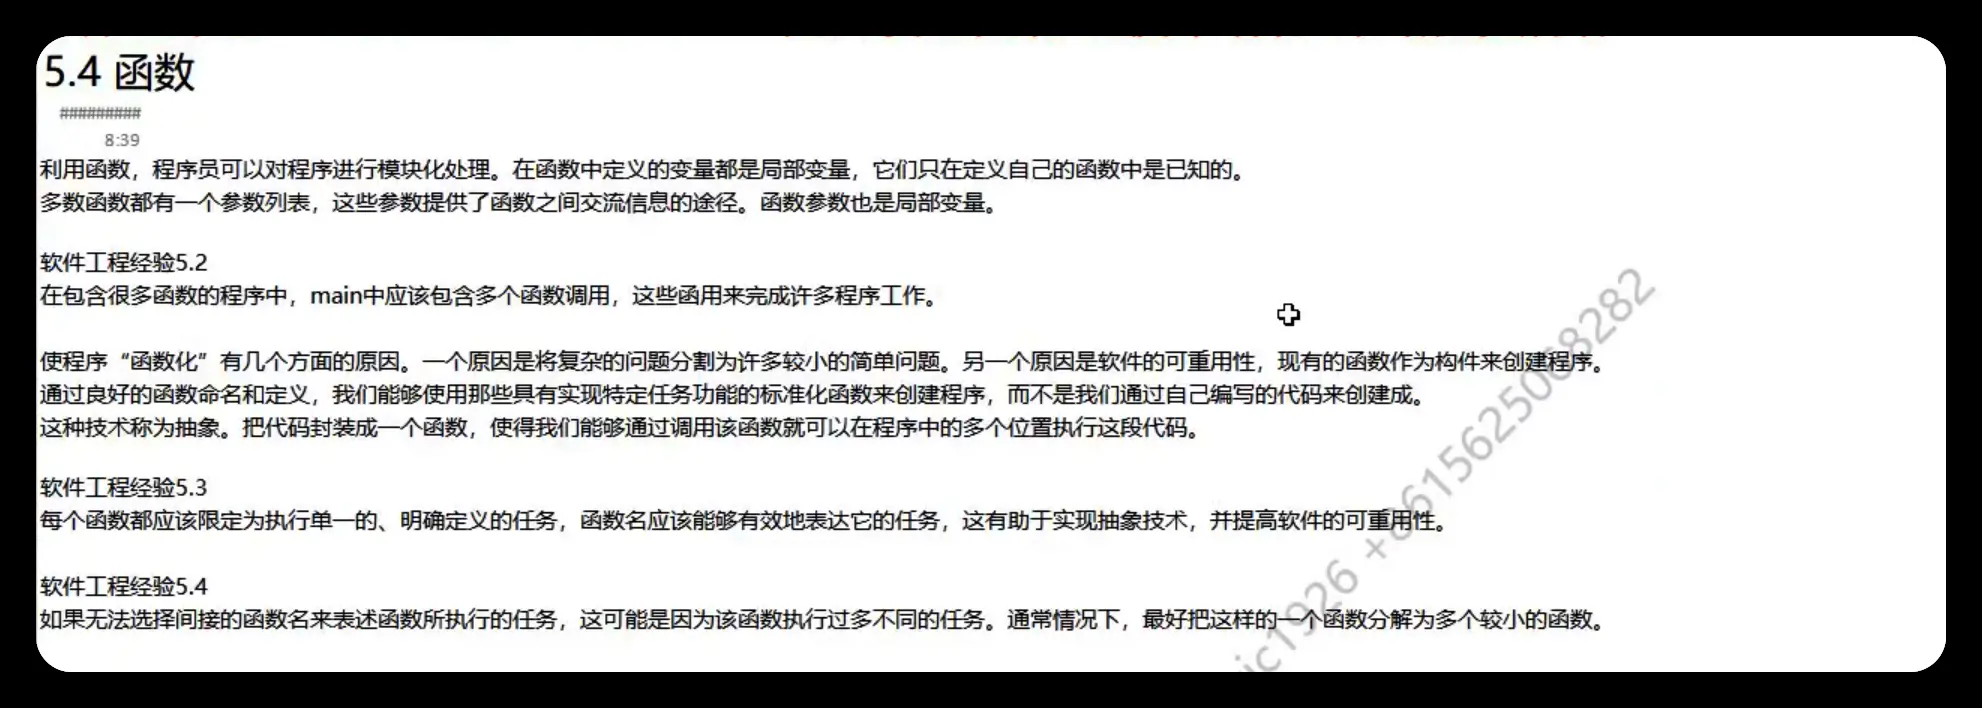 5.4 函数
#########
8:39
利用函数，程序员可以对程序进行模块化处理。在函数中定义的变量都是局部变量，它们只在定义自己的函数中是已知的。
多数函数都有一个参数列表，这些参数提供了函数之间交流信息的途径。函数参数也是局部变量。
软件工程经验5.2
在包含很多函数的程序中，main中应该包含多个函数调用，这些函用来完成许多程序工作。
使程序“函数化”有几个方面的原因。一个原因是将复杂的问题分割为许多较小的简单问题。另一个原因是软件的可重用性，现有的函数作为构件来创建程序。
通过良好的函数命名和定义，我们能够使用那些具有实现特定任务功能的标准化函数来创建程序，而不是我们通过自己编写的代码来创建成。
这种技术称为抽象。把代码封装成一个函数，使得我们能够通过调用该函数就可以在程序中的多个位置执行这段代码。
软件工程经验5.3
每个函数都应该限定为执行单一的、明确定义的任务，函数名应该能够有效地表达它的任务，这有助于实现抽象技术，并提高软件的可重用性。
软件工程经验5.4
如果无法选择间接的函数名来表述函数所执行的任务，这可能是因为该函数执行过多不同的任务。通常情况下，最好把这样的一个函数分解为多个较小的函数。
ic1926 +8615625068282